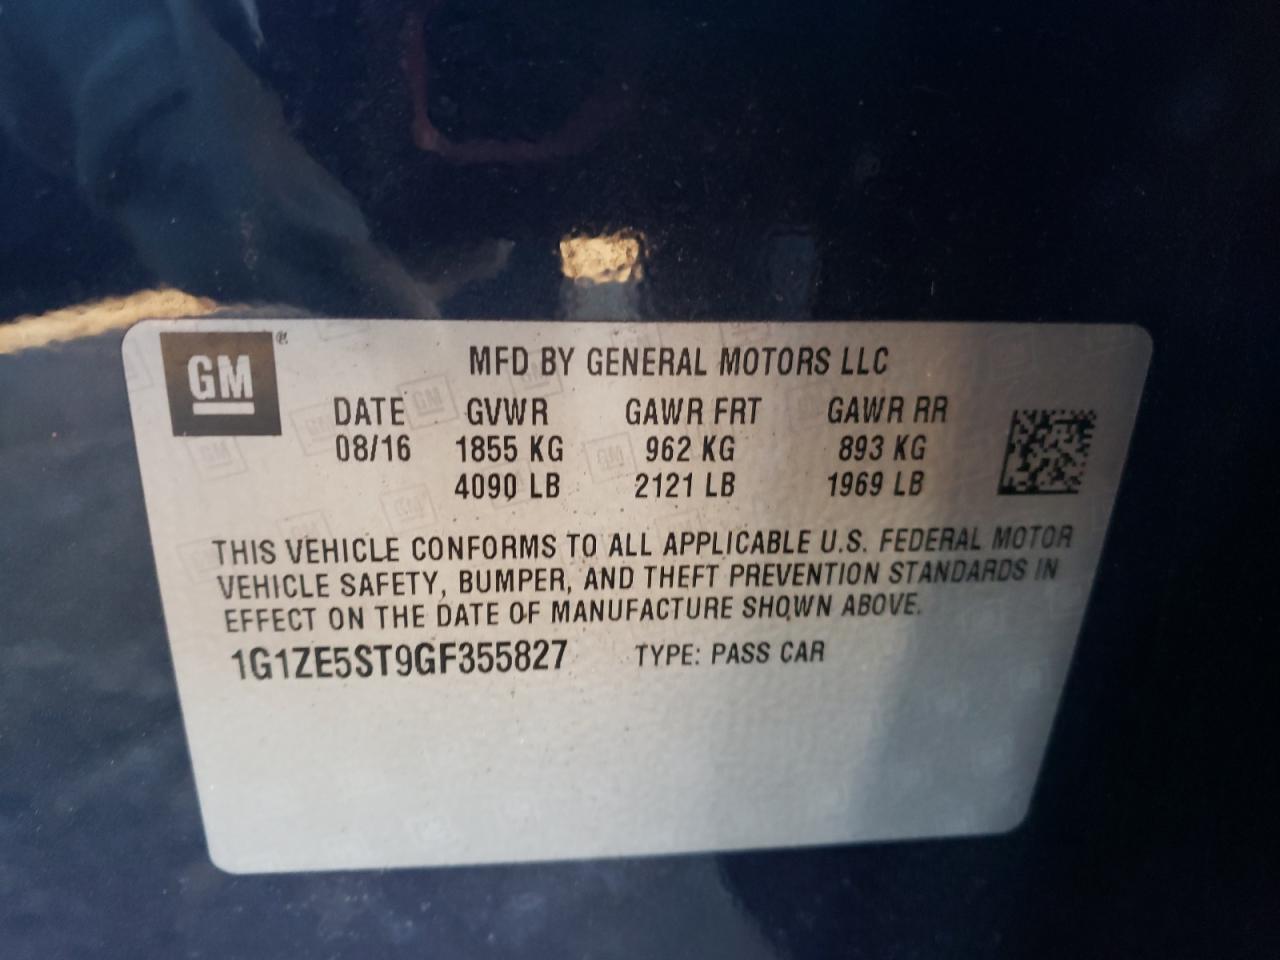 GM ®
MFD BY GENERAL MOTORS LLC
DATE GVWR GAWR FRT GAWR RR
08/16 1855 KG 962 KG 893 KG
4090 LB 2121 LB 1969 LB
THIS VEHICLE CONFORMS TO ALL APPLICABLE U.S. FEDERAL MOTOR
VEHICLE SAFETY, BUMPER, AND THEFT PREVENTION STANDARDS IN
EFFECT ON THE DATE OF MANUFACTURE SHOWN ABOVE.
1G1ZE5ST9GF355827 TYPE: PASS CAR